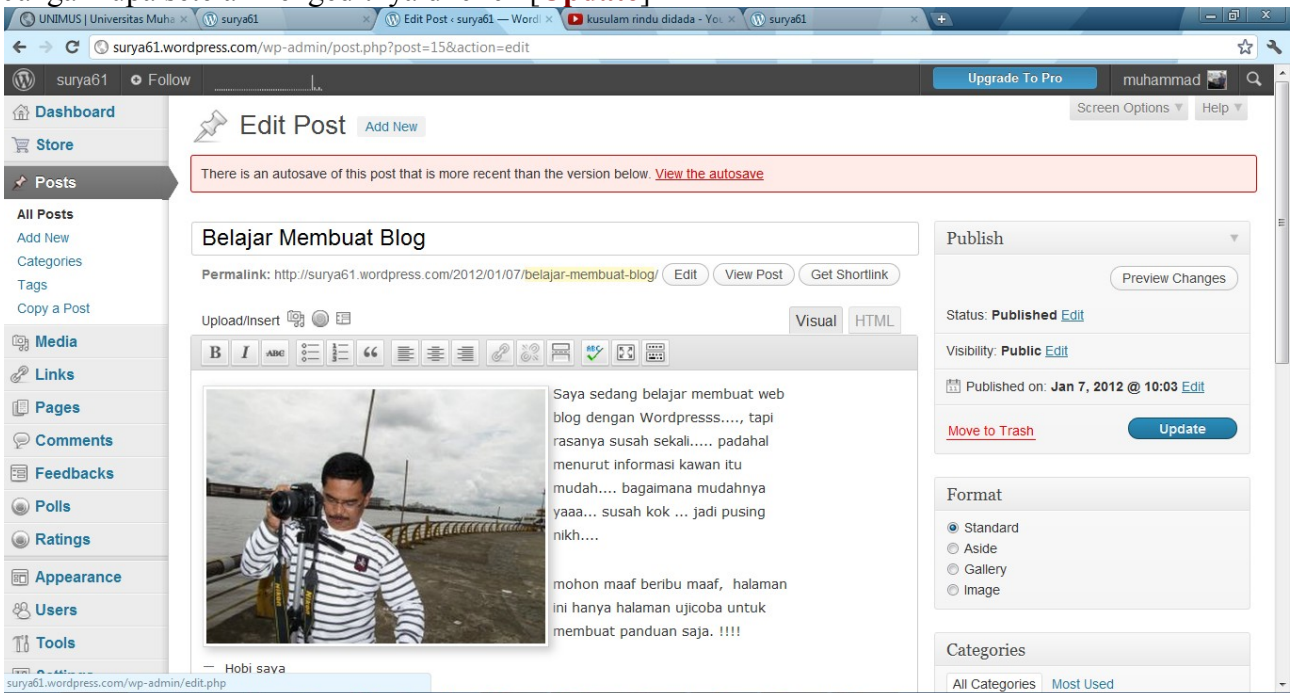 UNIMUS | Universitas Muha
surya61
Edit Post ‹ surya61 — Word
kusulam rindu didada - You
surya61
surya61.wordpress.com/wp-admin/post.php?post=15&action=edit
surya61
Follow
Upgrade To Pro
muhammad
Dashboard
Store
Posts
All Posts
Add New
Categories
Tags
Copy a Post
Media
Links
Pages
Comments
Feedbacks
Polls
Ratings
Appearance
Users
Tools
surya61.wordpress.com/wp-admin/edit.php
Screen Options
Help
Edit Post Add New
There is an autosave of this post that is more recent than the version below. View the autosave
Belajar Membuat Blog
Permalink: http://surya61.wordpress.com/2012/01/07/belajar-membuat-blog/ Edit View Post Get Shortlink
Upload/Insert
Visual HTML
B I ABC
ABC
Saya sedang belajar membuat web
blog dengan Wordpresss...., tapi
rasanya susah sekali..... padahal
menurut informasi kawan itu
mudah.... bagaimana mudahnya
yaaa... susah kok ... jadi pusing
nikh....
mohon maaf beribu maaf, halaman
ini hanya halaman ujicoba untuk
membuat panduan saja. !!!!
— Hobi saya
Publish
Preview Changes
Status: Published Edit
Visibility: Public Edit
Published on: Jan 7, 2012 @ 10:03 Edit
Move to Trash
Update
Format
Standard
Aside
Gallery
Image
Categories
All Categories Most Used